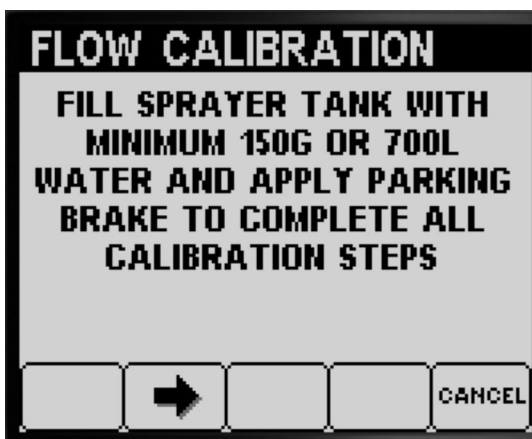 FLOW CALIBRATION
FILL SPRAYER TANK WITH
MINIMUM 150G OR 700L
WATER AND APPLY PARKING
BRAKE TO COMPLETE ALL
CALIBRATION STEPS
CANCEL